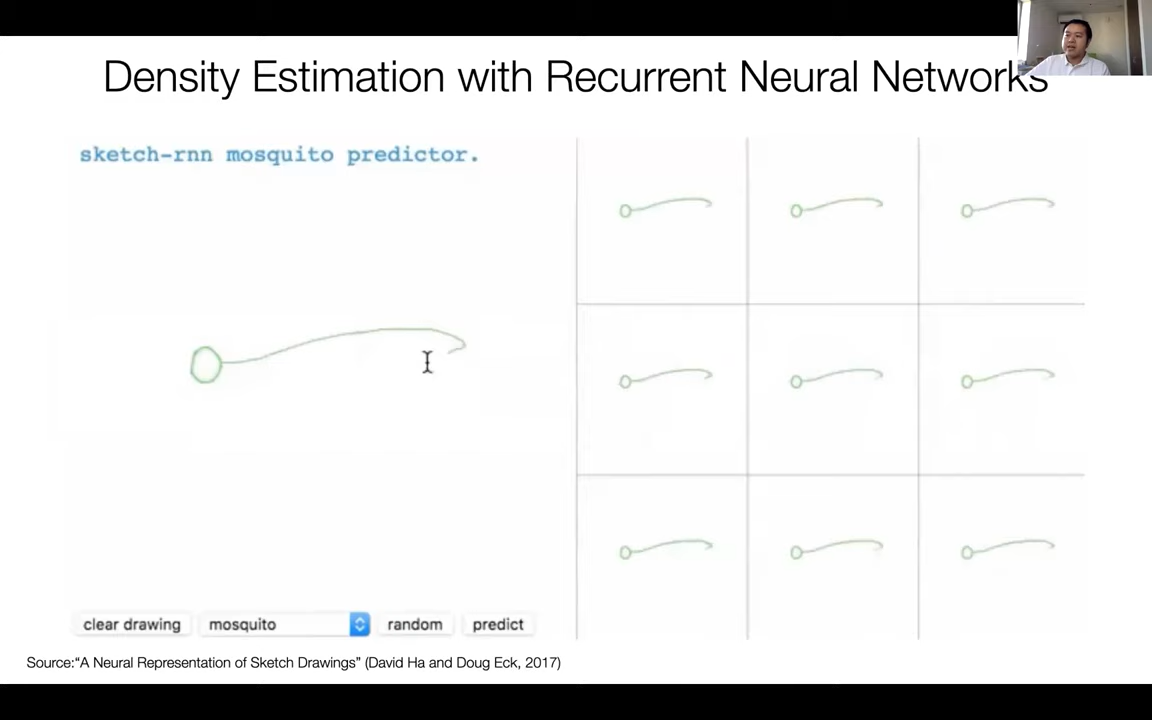 Density Estimation with Recurrent Neural Networks
sketch-rnn mosquito predictor.
clear drawing mosquito random predict
Source:“A Neural Representation of Sketch Drawings” (David Ha and Doug Eck, 2017)